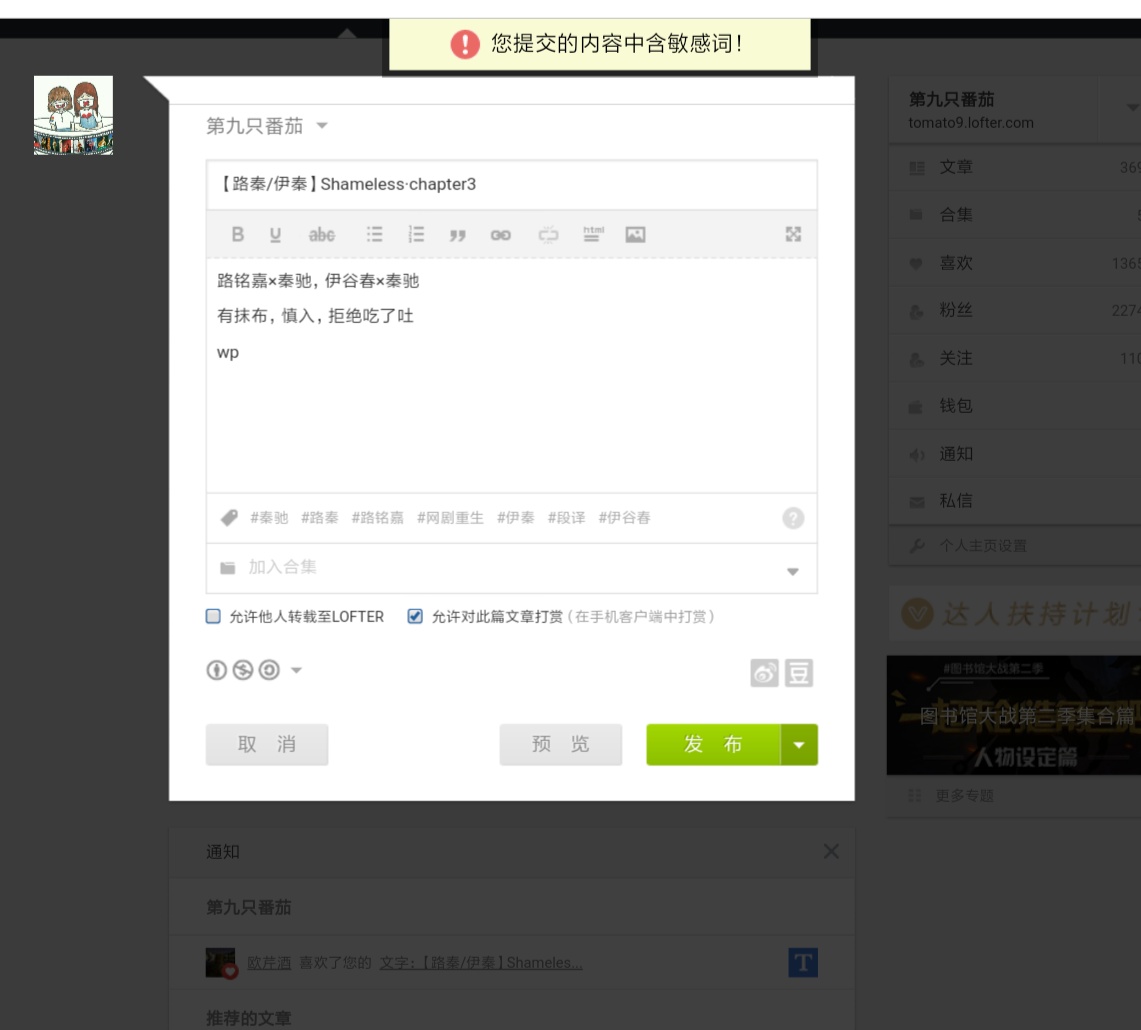 您提交的内容中含敏感词！
第九只番茄
【路秦/伊秦】Shameless·chapter3
B U abc html
路铭嘉×秦驰，伊谷春×秦驰
有抹布，慎入，拒绝吃了吐
wp
#秦驰 #路秦 #路铭嘉 #网剧重生 #伊秦 #段译 #伊谷春
?
加入合集
允许他人转载至LOFTER 允许对此篇文章打赏（在手机客户端中打赏）
豆
取 消 预 览 发 布
通知
第九只番茄
欧芹酒 喜欢了您的 文字：【路秦/伊秦】Shameles...
T
推荐的文章
第九只番茄
tomato9.lofter.com
文章 369
合集
喜欢 1365
粉丝 2274
关注 110
钱包
通知
私信
个人主页设置
达人扶持计划
#图书馆大战第二季
图书馆大战第二季集合篇
人物设定篇
更多专题